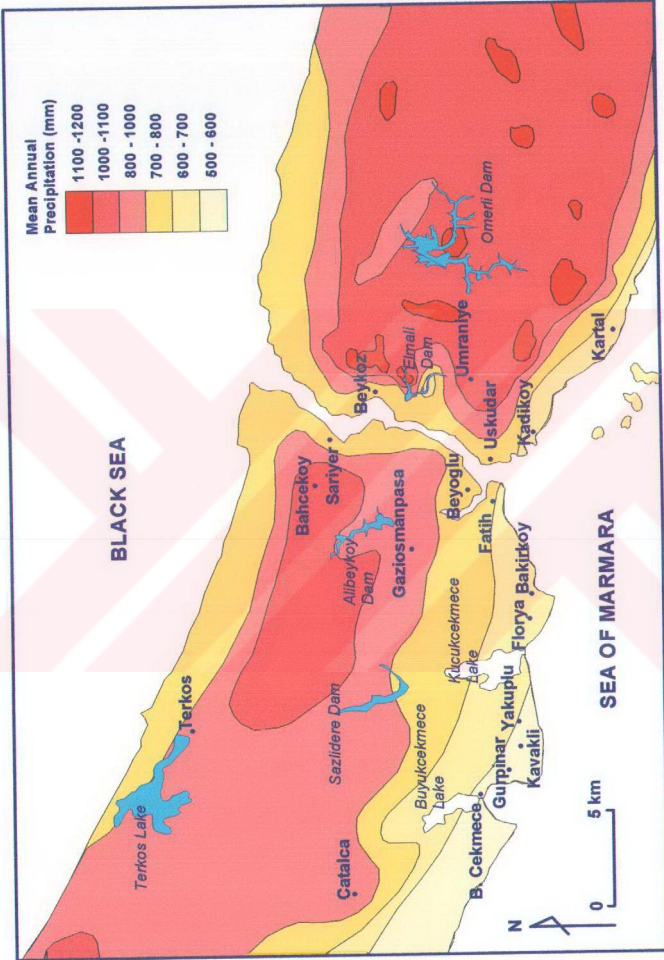 BLACK SEA
Mean Annual
Precipitation (mm)
1100 -1200
1000 -1100
800 -1000
700 - 800
600 - 700
500 - 600
Terkos Lake
Terkos
Bahcekoy
Sariyer
Beykoz
Elmali
Dam
Omerli Dam
Alibeykoy
Dam
Gaziosmanpasa
Umraniye
Sazlidere Dam
Catalca
Buyukcekmece
Lake
Kucukcekmece
Lake
Beyoglu
Uskudar
Fatih
Kadikoy
Kartal
B. Cekmece
Gurpinar
Yakuplu
Kavakli
Florya
Bakirkoy
SEA OF MARMARA
N
0
5 km